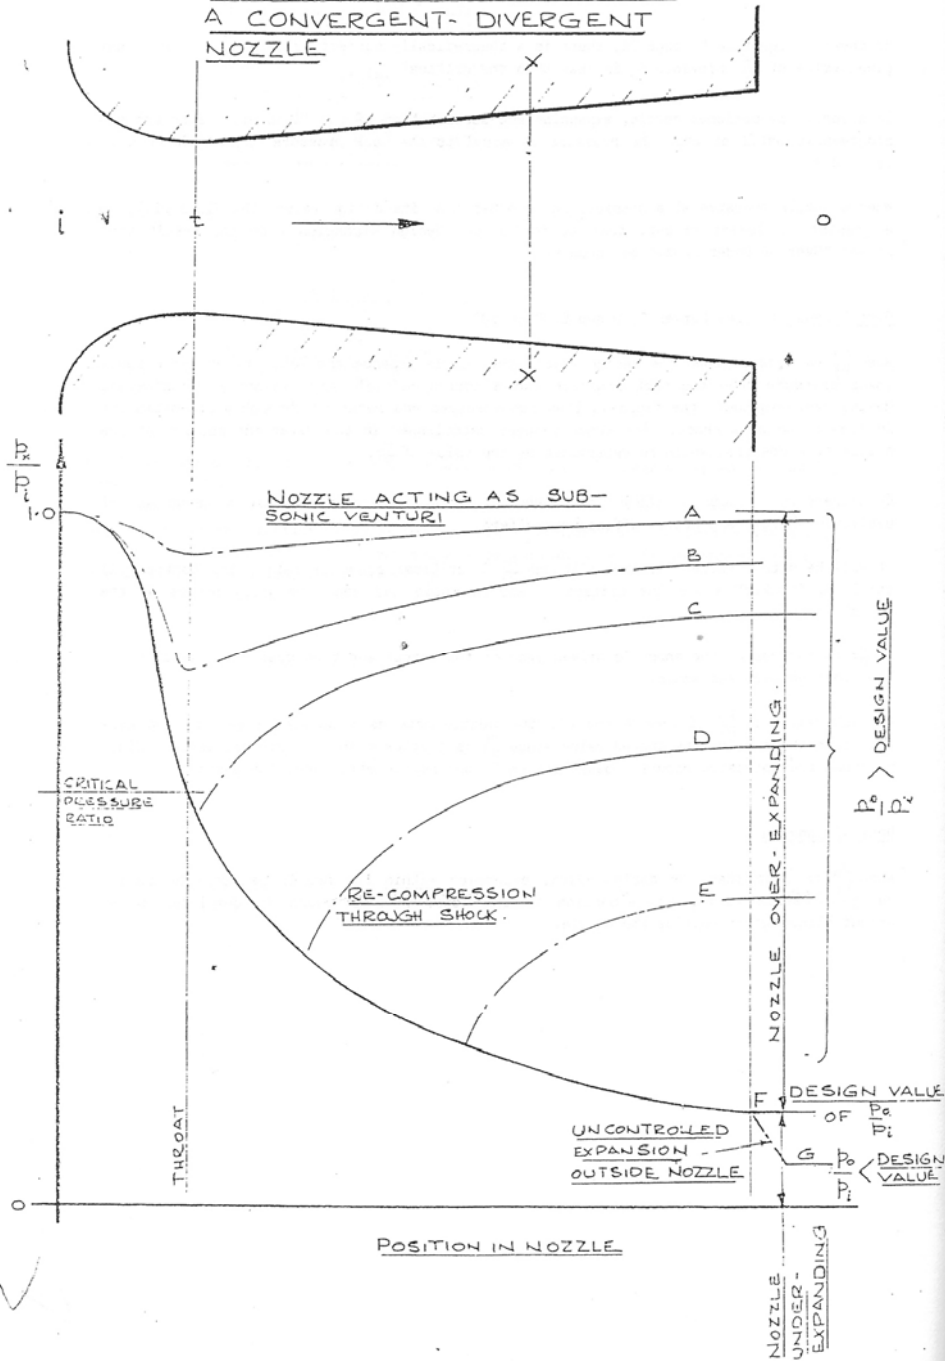 A CONVERGENT- DIVERGENT
NOZZLE
X
i
t
o
X
px
pi
1.0
NOZZLE ACTING AS SUB-
SONIC VENTURI
A
B
C
D
E
CRITICAL
PRESSURE
RATIO
RE-COMPRESSION
THROUGH SHOCK.
NOZZLE OVER-EXPANDING.
po
pi
> DESIGN VALUE
THROAT
F
DESIGN VALUE
OF po
pi
UNCONTROLLED
EXPANSION
OUTSIDE NOZZLE
G
po
pi
< DESIGN
VALUE
0
POSITION IN NOZZLE
NOZZLE
UNDER-
EXPANDING